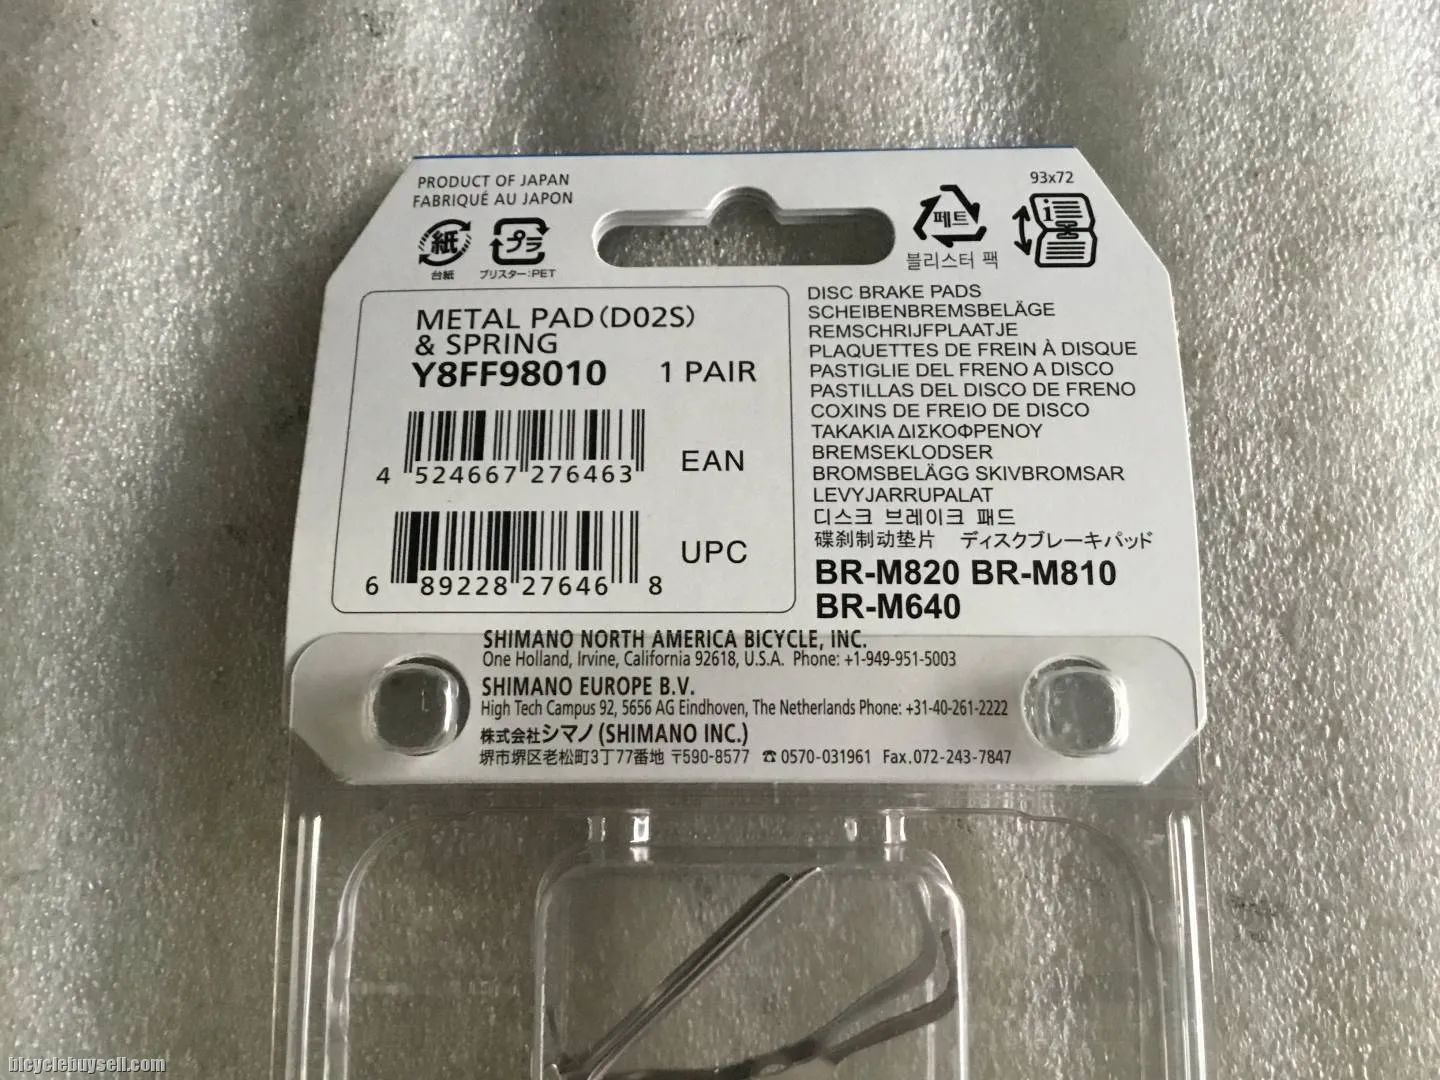 PRODUCT OF JAPAN
FABRIQUÉ AU JAPON
紙
台紙
プラ
ブリスター:PET
페트
블리스터 팩
93x72
i
METAL PAD (D02S)
& SPRING
Y8FF98010 1 PAIR
4 524667 276463
EAN
6 89228 27646 8
UPC
DISC BRAKE PADS
SCHEIBENBREMSBELÄGE
REMSCHRIJFPLAATJE
PLAQUETTES DE FREIN À DISQUE
PASTIGLIE DEL FRENO A DISCO
PASTILLAS DEL DISCO DE FRENO
COXINS DE FREIO DE DISCO
ΤΑΚΑΚΙΑ ΔΙΣΚΟΦΡΕΝΟΥ
BREMSEKLODSER
BROMSBELÄGG SKIVBROMSAR
LEVYJARRUPALAT
디스크 브레이크 패드
碟刹制动垫片 ディスクブレーキパッド
BR-M820 BR-M810
BR-M640
SHIMANO NORTH AMERICA BICYCLE, INC.
One Holland, Irvine, California 92618, U.S.A. Phone: +1-949-951-5003
SHIMANO EUROPE B.V.
High Tech Campus 92, 5656 AG Eindhoven, The Netherlands Phone: +31-40-261-2222
株式会社シマノ (SHIMANO INC.)
堺市堺区老松町3丁77番地 〒590-8577 ☎0570-031961 Fax.072-243-7847
bicyclebuysell.com